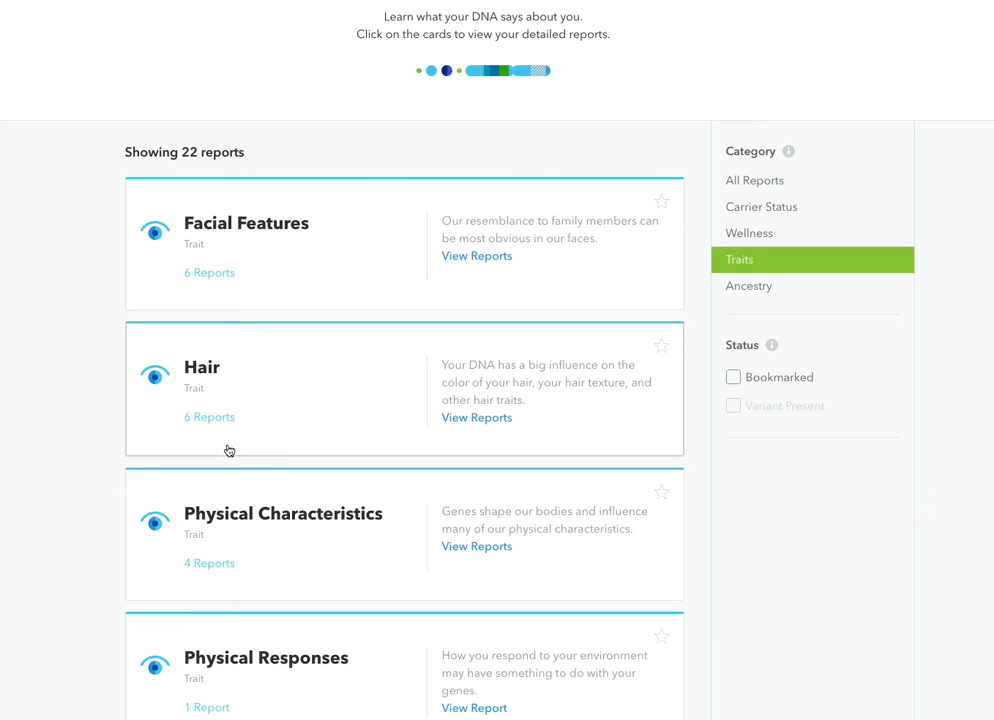 Learn what your DNA says about you.
Click on the cards to view your detailed reports.
Showing 22 reports
Facial Features
Trait
6 Reports
Our resemblance to family members can
be most obvious in our faces.
View Reports
Hair
Trait
6 Reports
Your DNA has a big influence on the
color of your hair, your hair texture, and
other hair traits.
View Reports
Physical Characteristics
Trait
4 Reports
Genes shape our bodies and influence
many of our physical characteristics.
View Reports
Physical Responses
Trait
1 Report
How you respond to your environment
may have something to do with your
genes.
View Report
Category
All Reports
Carrier Status
Wellness
Traits
Ancestry
Status
Bookmarked
Variant Present